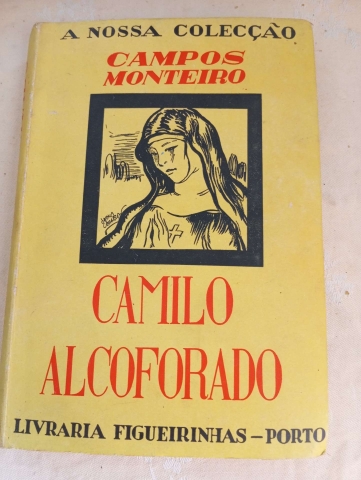 A NOSSA COLECÇÃO
CAMPOS
MONTEIRO
CAMILO
ALCOFORADO
LIVRARIA FIGUEIRINHAS – PORTO